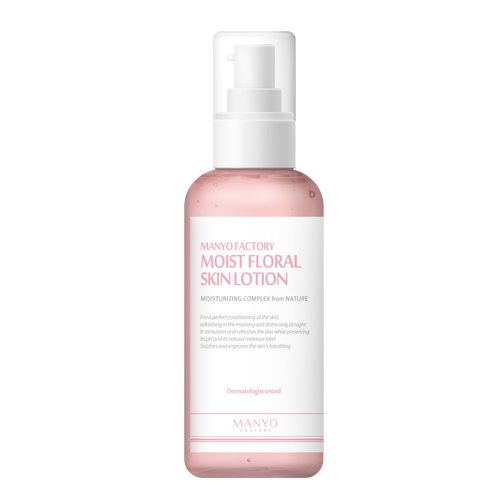 MANYO FACTORY
MOIST FLORAL
SKIN LOTION
MOISTURIZING COMPLEX from NATURE
For a perfect conditioning of the skin,
refreshing in the morning and distressing at night
It stimulates and refreshes the skin while preserving
its pH and its natural moisture level
Soothes and improves the skin's breathing.
Dermatologist tested
MANYO
FACTORY